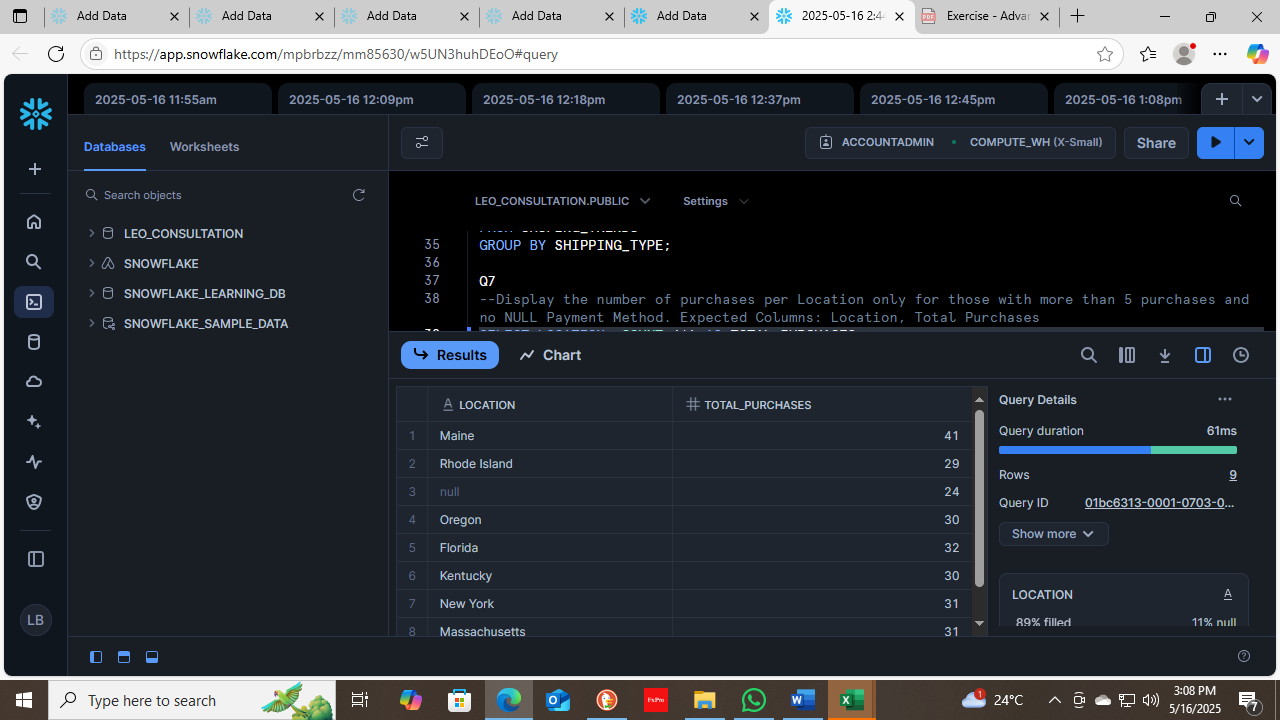 Add Data
Add Data
Add Data
Add Data
Add Data
2025-05-16 2:44
Exercise - Advan
https://app.snowflake.com/mpbrbzz/mm85630/w5UN3huhDEoO#query
2025-05-16 11:55am
2025-05-16 12:09pm
2025-05-16 12:18pm
2025-05-16 12:37pm
2025-05-16 12:45pm
2025-05-16 1:08pm
Databases
Worksheets
ACCOUNTADMIN
COMPUTE_WH (X-Small)
Share
Search objects
LEO_CONSULTATION
SNOWFLAKE
SNOWFLAKE_LEARNING_DB
SNOWFLAKE_SAMPLE_DATA
LB
LEO_CONSULTATION.PUBLIC
Settings
35 GROUP BY SHIPPING_TYPE;
36
37 Q7
38 --Display the number of purchases per Location only for those with more than 5 purchases and
no NULL Payment Method. Expected Columns: Location, Total Purchases
Results
Chart
LOCATION TOTAL_PURCHASES
1 Maine 41
2 Rhode Island 29
3 null 24
4 Oregon 30
5 Florida 32
6 Kentucky 30
7 New York 31
8 Massachusetts 31
Query Details
Query duration 61ms
Rows 9
Query ID 01bc6313-0001-0703-0...
Show more
LOCATION A
89% filled 11% null
Type here to search
FxPro
1
24°C
3:08 PM
5/16/2025
7